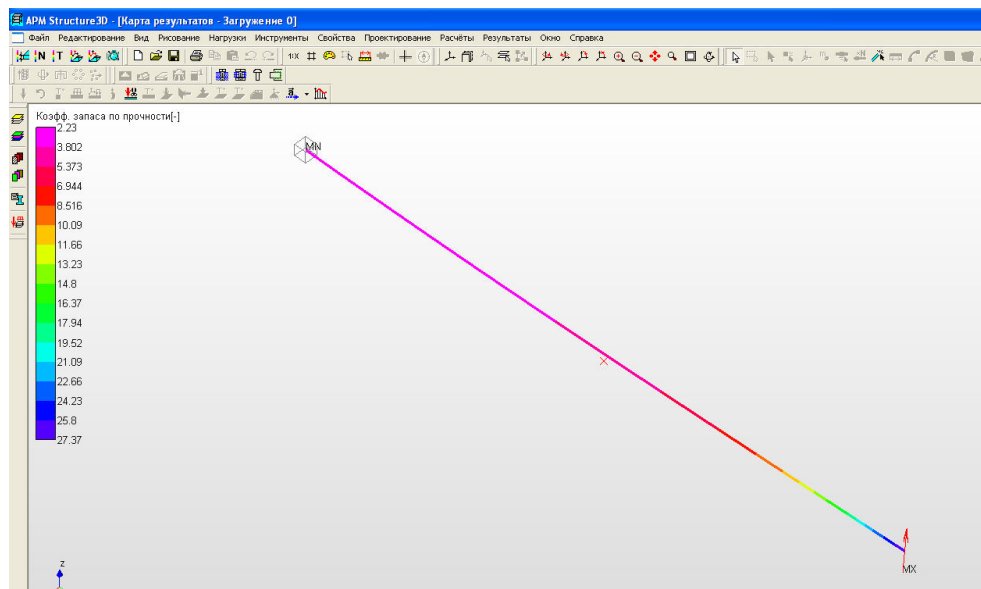 APM Structure3D - [Карта результатов - Загружение 0]
Файл Редактирование Вид Рисование Нагрузки Инструменты Свойства Проектирование Расчёты Результаты Окно Справка
Коэфф. запаса по прочности[-]
2.23
3.802
5.373
6.944
8.516
10.09
11.66
13.23
14.8
16.37
17.94
19.52
21.09
22.66
24.23
25.8
27.37
MN
MX
z